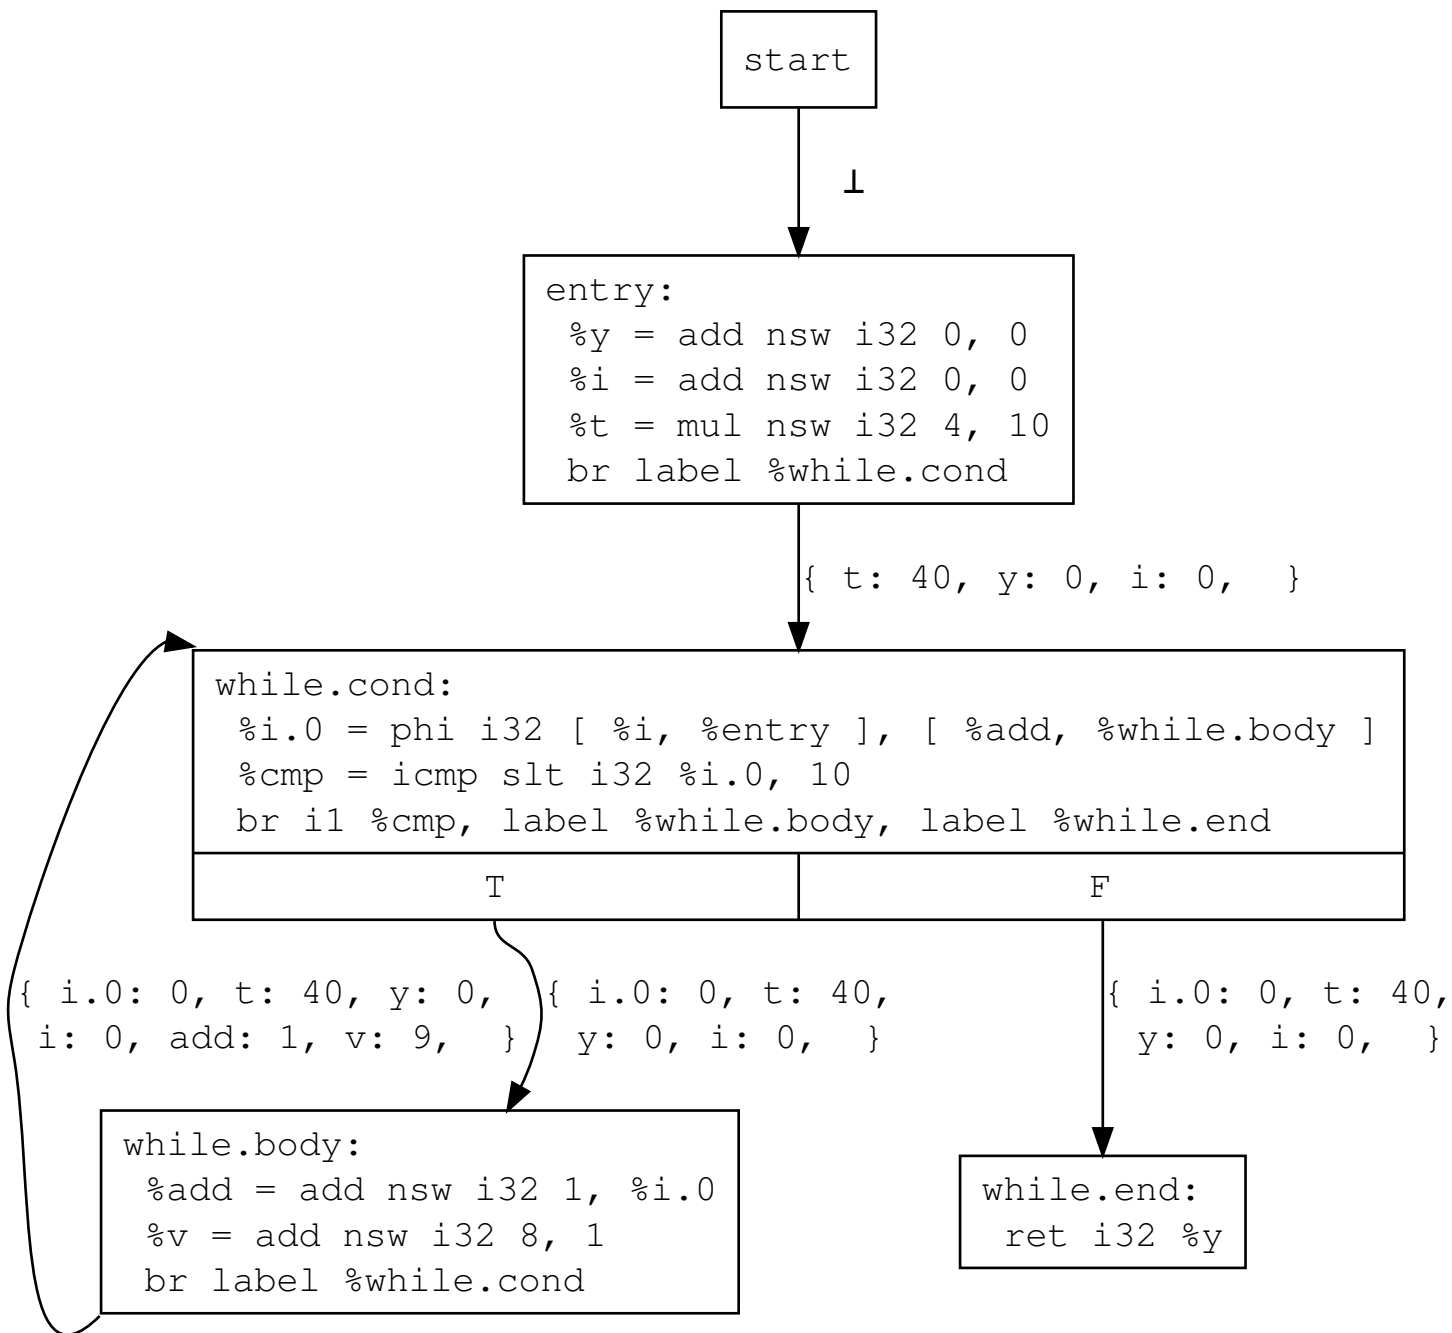 start
⊥
entry:
%y = add nsw i32 0, 0
%i = add nsw i32 0, 0
%t = mul nsw i32 4, 10
br label %while.cond
{ t: 40, y: 0, i: 0,  }
while.cond:
%i.0 = phi i32 [ %i, %entry ], [ %add, %while.body ]
%cmp = icmp slt i32 %i.0, 10
br i1 %cmp, label %while.body, label %while.end
T
F
{ i.0: 0, t: 40, y: 0,
i: 0, add: 1, v: 9,  }
{ i.0: 0, t: 40,
y: 0, i: 0,  }
{ i.0: 0, t: 40,
y: 0, i: 0,  }
while.body:
%add = add nsw i32 1, %i.0
%v = add nsw i32 8, 1
br label %while.cond
while.end:
ret i32 %y